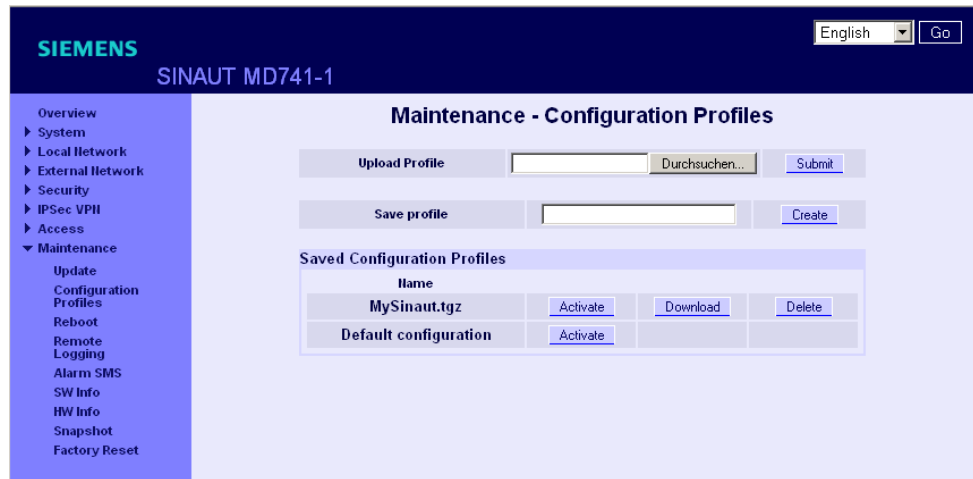 SIEMENS
SINAUT MD741-1
English
Go
Overview
System
Local Network
External Network
Security
IPSec VPN
Access
Maintenance
Update
Configuration
Profiles
Reboot
Remote
Logging
Alarm SMS
SW Info
HW Info
Snapshot
Factory Reset
Maintenance - Configuration Profiles
Upload Profile
Durchsuchen...
Submit
Save profile
Create
Saved Configuration Profiles
Name
MySinaut.tgz
Activate
Download
Delete
Default configuration
Activate